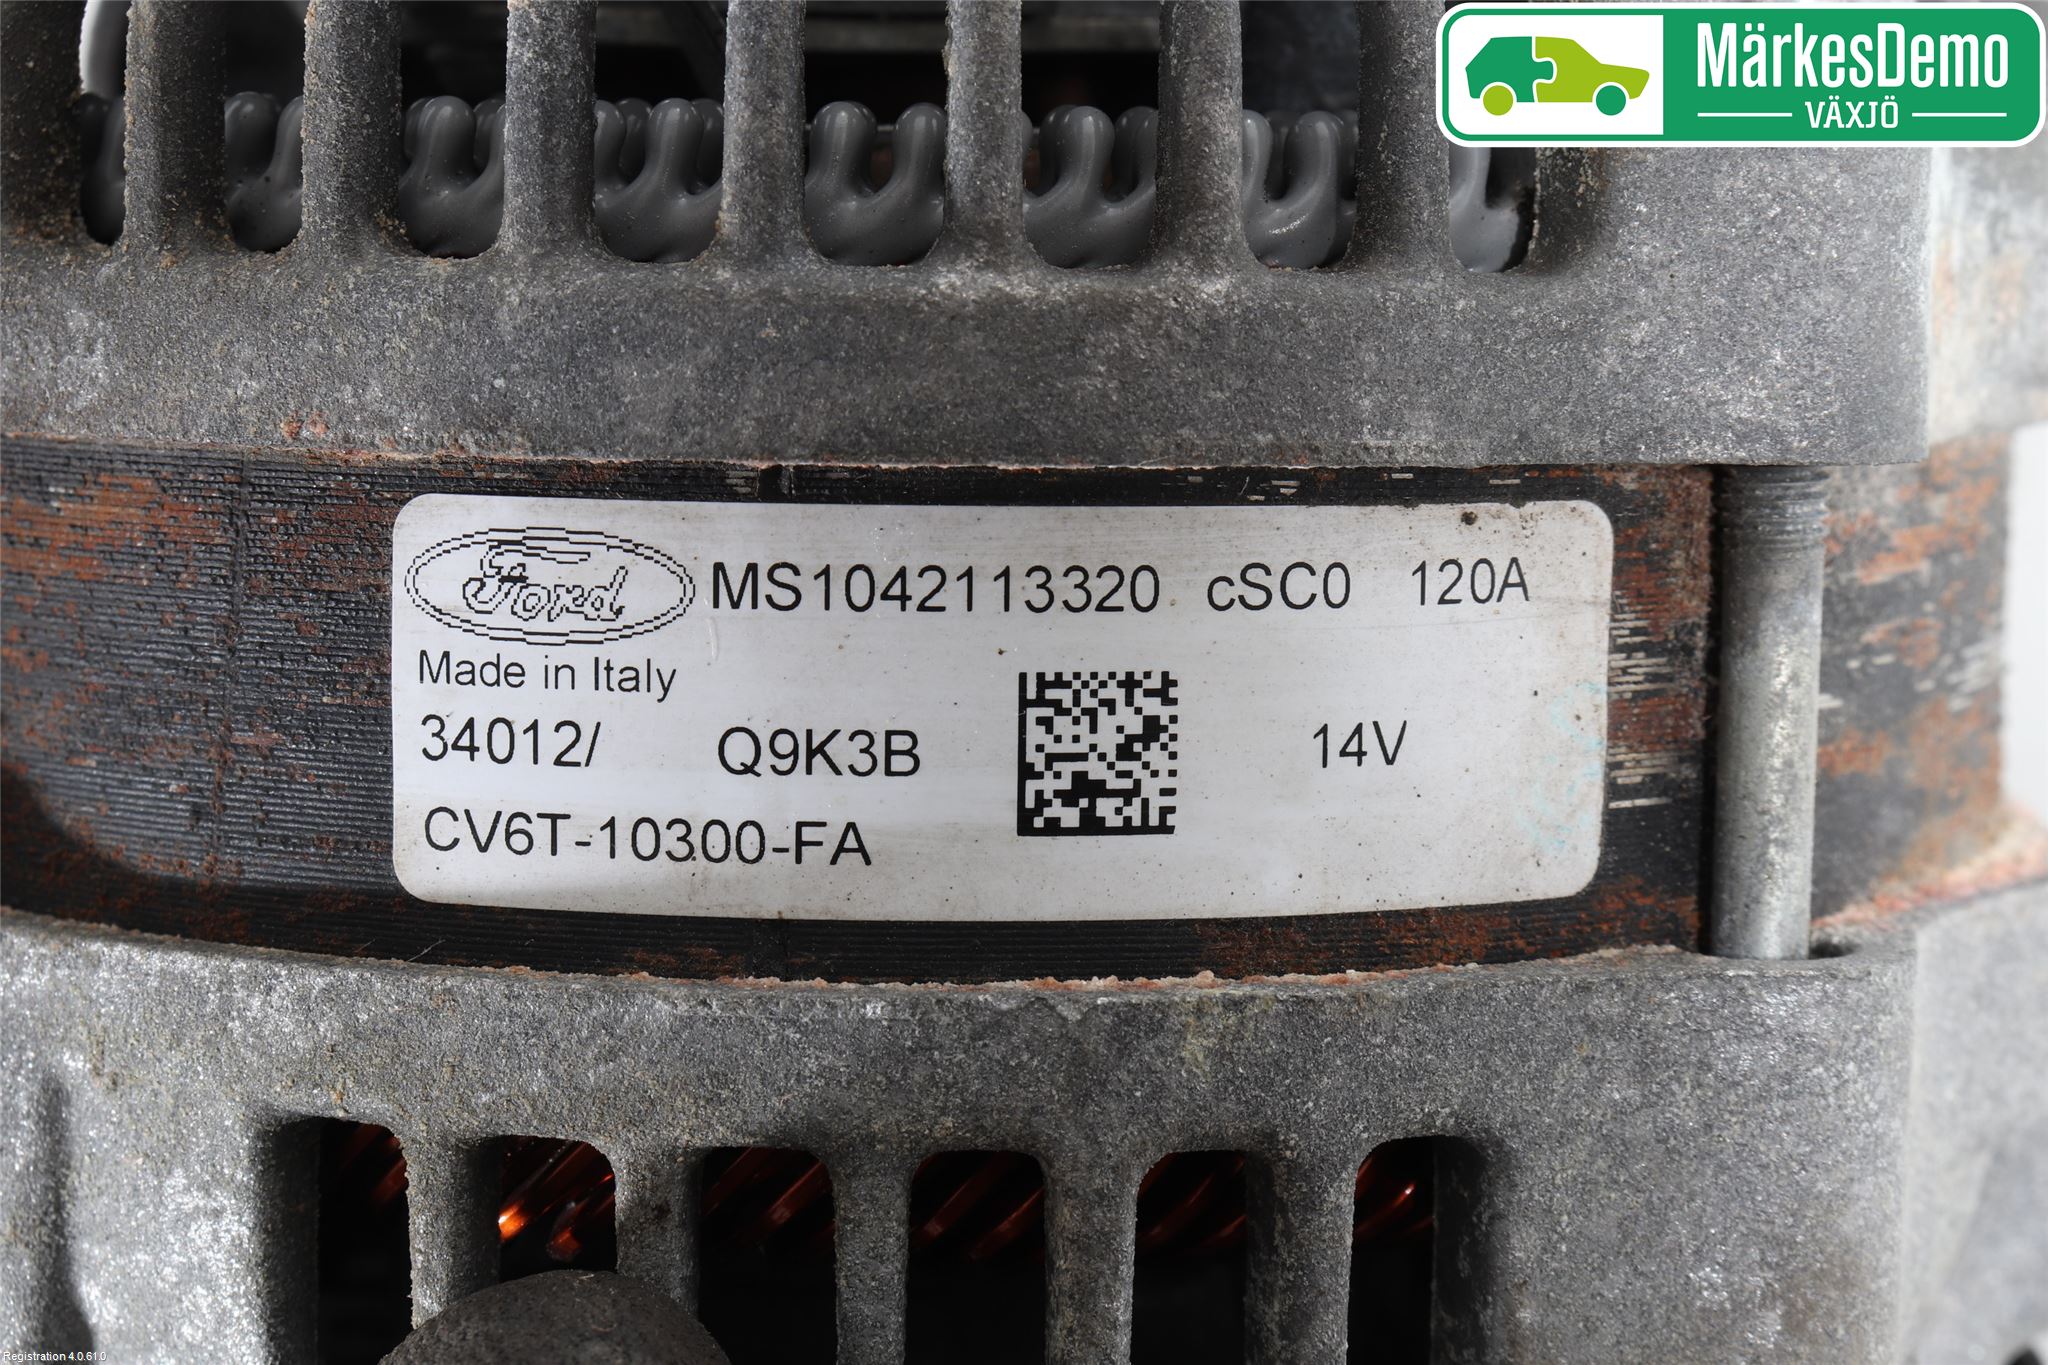 MärkesDemo
VÄXJÖ
Ford MS1042113320 cSC0 120A
Made in Italy
34012/ Q9K3B 14V
CV6T-10300-FA
Registration 4.0.61.0